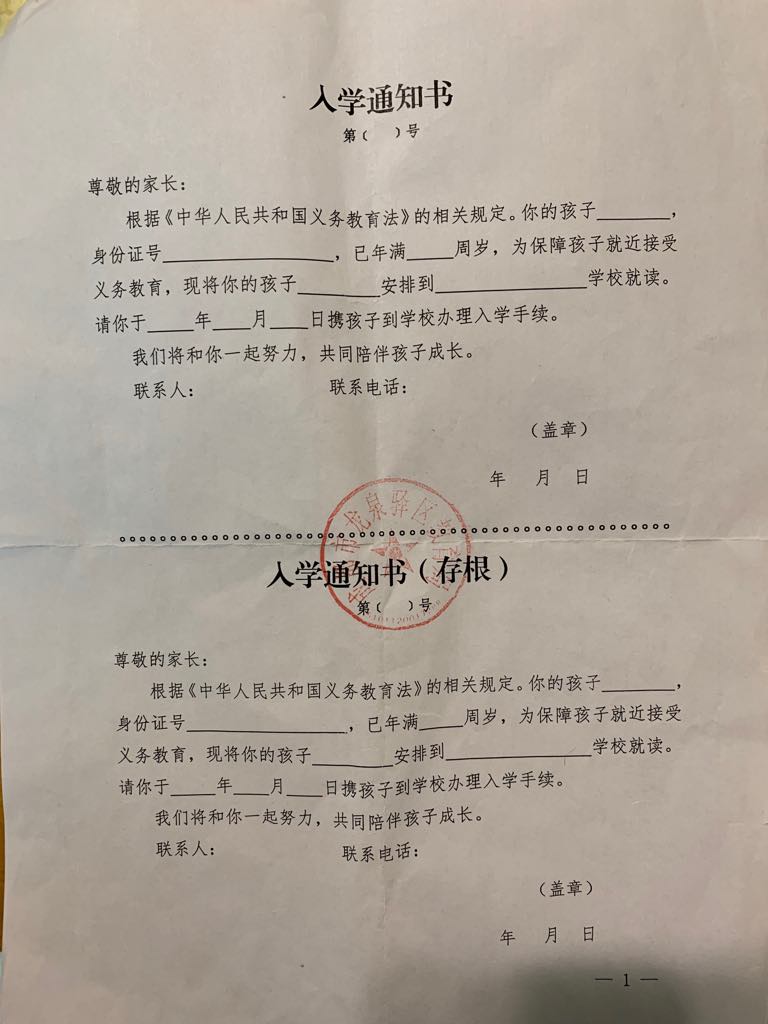 入学通知书
第（ ）号
尊敬的家长：
根据《中华人民共和国义务教育法》的相关规定。你的孩子_______，
身份证号________________，已年满____周岁，为保障孩子就近接受
义务教育，现将你的孩子_______安排到______________学校就读。
请你于____年____月____日携孩子到学校办理入学手续。
我们将和你一起努力，共同陪伴孩子成长。
联系人： 联系电话：
（盖章）
年 月 日
市龙泉驿区
入学通知书（存根）
第（ ）号
尊敬的家长：
根据《中华人民共和国义务教育法》的相关规定。你的孩子_______，
身份证号________________，已年满____周岁，为保障孩子就近接受
义务教育，现将你的孩子_______安排到______________学校就读。
请你于____年____月____日携孩子到学校办理入学手续。
我们将和你一起努力，共同陪伴孩子成长。
联系人： 联系电话：
（盖章）
年 月 日
— 1 —